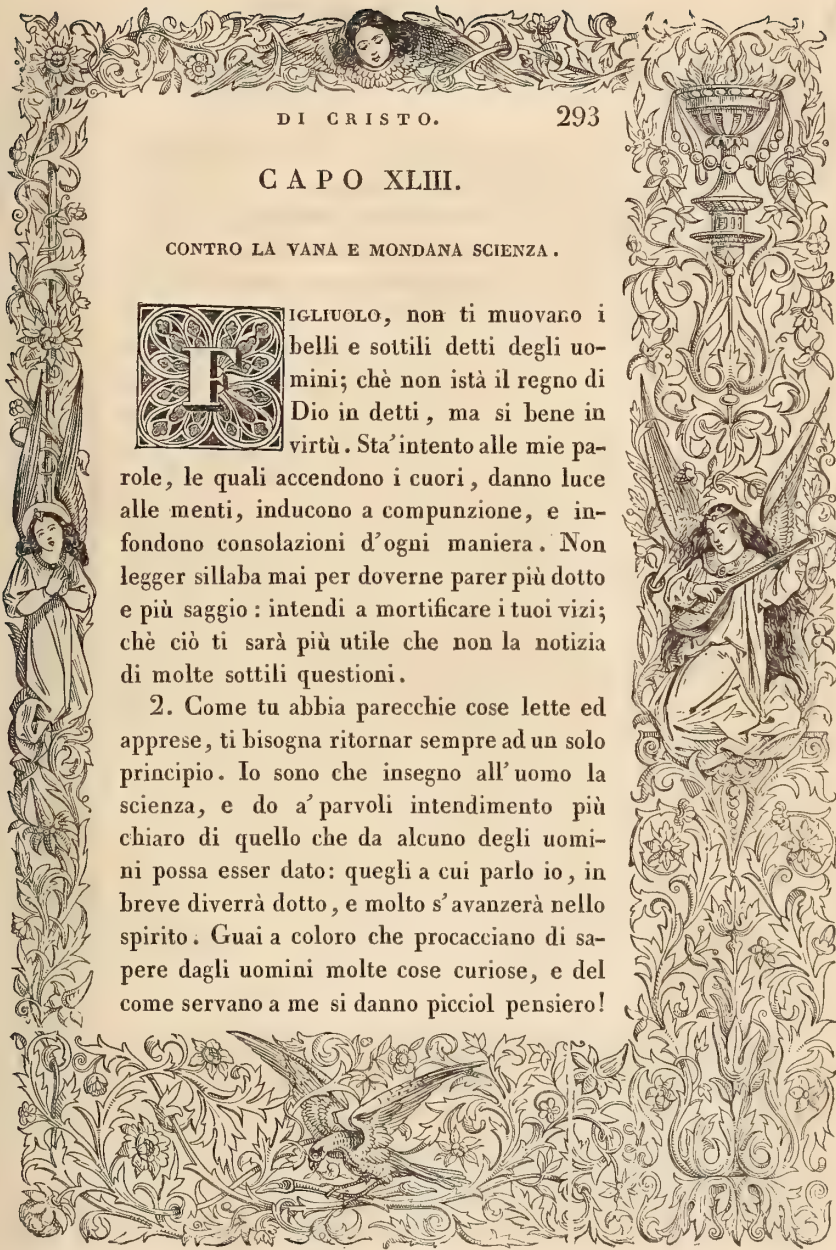 DI CRISTO. 293
CAPO XLIII.
CONTRO LA VANA E MONDANA SCIENZA.
FIGLIUOLO, non ti muovano i
belli e sottili detti degli uo-
mini; chè non istà il regno di
Dio in detti, ma si bene in
virtù. Sta' intento alle mie pa-
role, le quali accendono i cuori, danno luce
alle menti, inducono a compunzione, e in-
fondono consolazioni d'ogni maniera. Non
legger sillaba mai per doverne parer più dotto
e più saggio: intendi a mortificare i tuoi vizi;
chè ciò ti sarà più utile che non la notizia
di molte sottili questioni.
2. Come tu abbia parecchie cose lette ed
apprese, ti bisogna ritornar sempre ad un solo
principio. Io sono che insegno all'uomo la
scienza, e do a' parvoli intendimento più
chiaro di quello che da alcuno degli uomi-
ni possa esser dato: quegli a cui parlo io, in
breve diverrà dotto, e molto s'avanzerà nello
spirito. Guai a coloro che procacciano di sa-
pere dagli uomini molte cose curiose, e del
come servano a me si danno picciol pensiero!